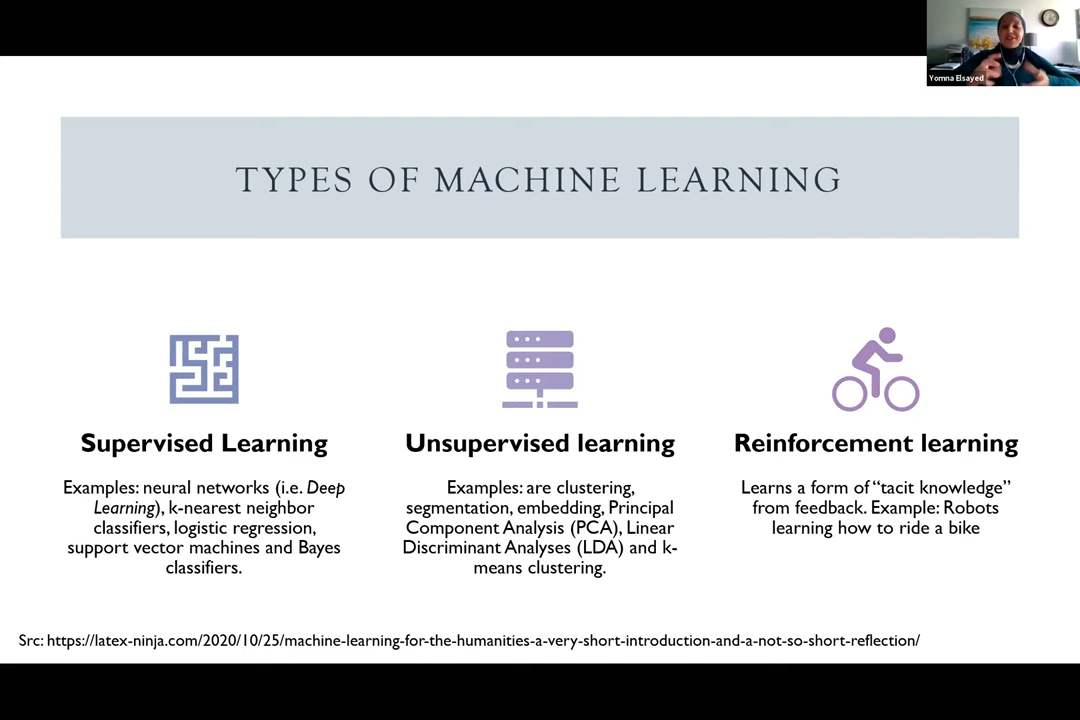 Yomna Elsayed
TYPES OF MACHINE LEARNING
Supervised Learning
Examples: neural networks (i.e. Deep
Learning), k-nearest neighbor
classifiers, logistic regression,
support vector machines and Bayes
classifiers.
Unsupervised learning
Examples: are clustering,
segmentation, embedding, Principal
Component Analysis (PCA), Linear
Discriminant Analyses (LDA) and k-
means clustering.
Reinforcement learning
Learns a form of “tacit knowledge”
from feedback. Example: Robots
learning how to ride a bike
Src: https://latex-ninja.com/2020/10/25/machine-learning-for-the-humanities-a-very-short-introduction-and-a-not-so-short-reflection/